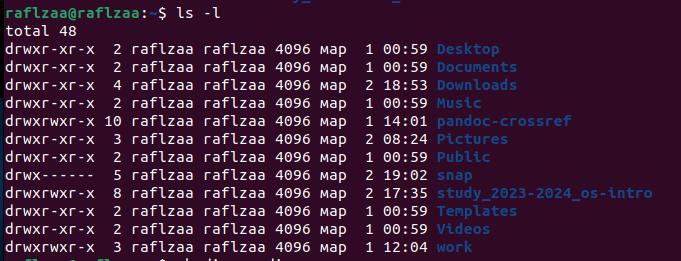 raflzaa@raflzaa:~$ ls -l
total 48
drwxr-xr-x  2 raflzaa raflzaa 4096 мар  1 00:59 Desktop
drwxr-xr-x  2 raflzaa raflzaa 4096 мар  1 00:59 Documents
drwxr-xr-x  4 raflzaa raflzaa 4096 мар  2 18:53 Downloads
drwxr-xr-x  2 raflzaa raflzaa 4096 мар  1 00:59 Music
drwxrwxr-x 10 raflzaa raflzaa 4096 мар  1 14:01 pandoc-crossref
drwxr-xr-x  3 raflzaa raflzaa 4096 мар  2 08:24 Pictures
drwxr-xr-x  2 raflzaa raflzaa 4096 мар  1 00:59 Public
drwx------  5 raflzaa raflzaa 4096 мар  2 19:02 snap
drwxrwxr-x  8 raflzaa raflzaa 4096 мар  2 17:35 study_2023-2024_os-intro
drwxr-xr-x  2 raflzaa raflzaa 4096 мар  1 00:59 Templates
drwxr-xr-x  2 raflzaa raflzaa 4096 мар  1 00:59 Videos
drwxrwxr-x  3 raflzaa raflzaa 4096 мар  1 12:04 work